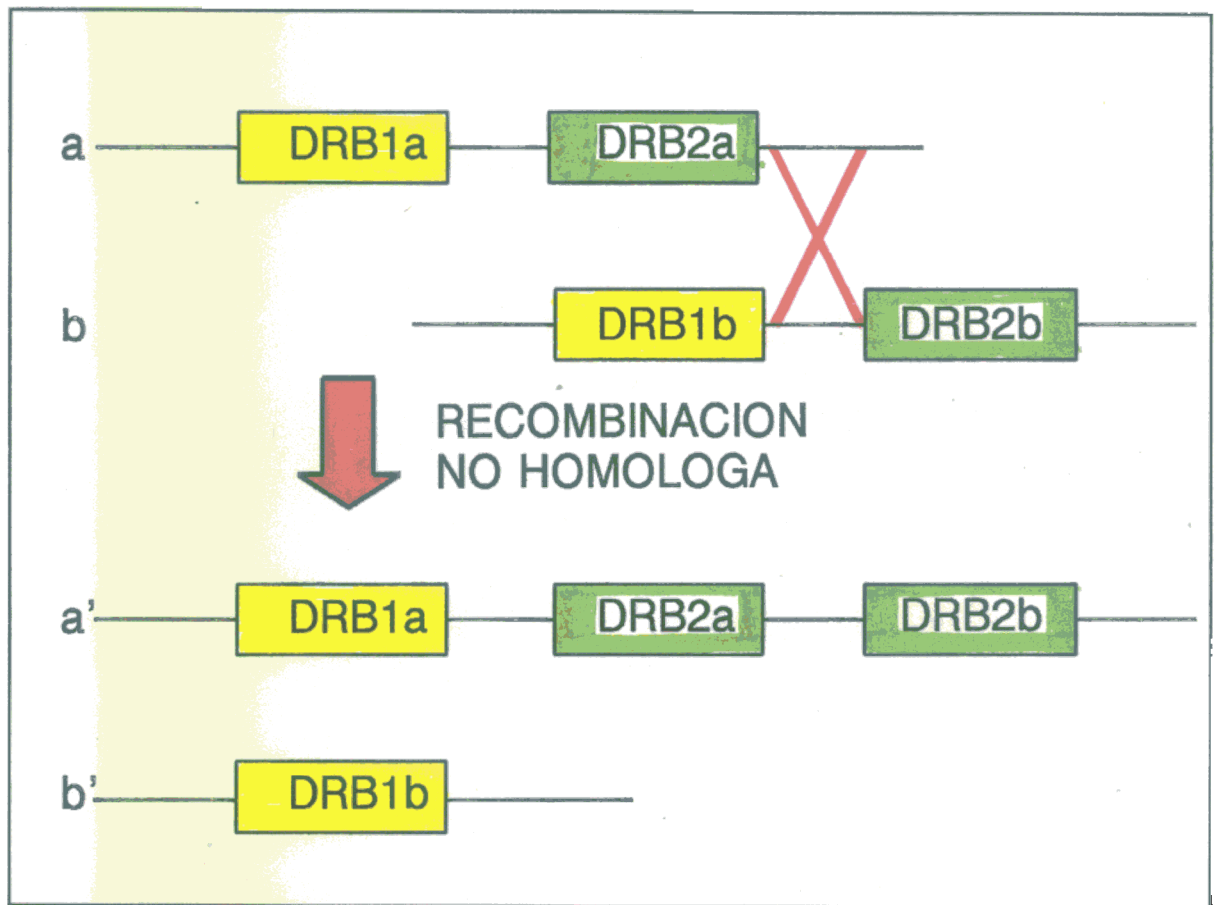 a DRB1a DRB2a
b DRB1b DRB2b
RECOMBINACION
NO HOMOLOGA
a' DRB1a DRB2a DRB2b
b' DRB1b